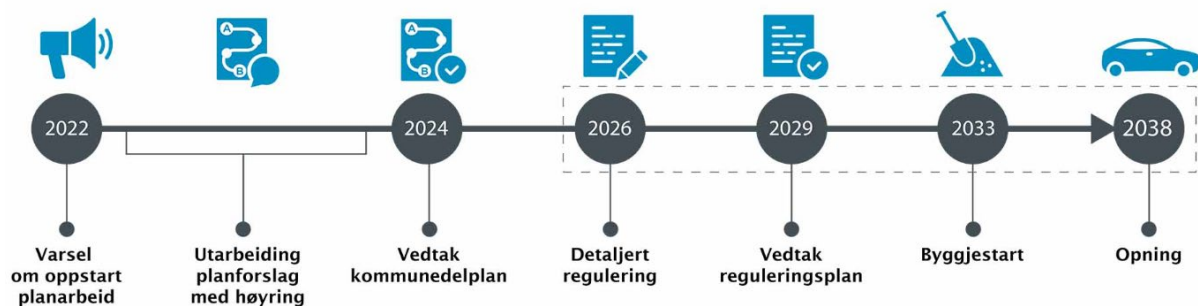 A
B
A
B
2022
2024
2026
2029
2033
2038
Varsel
om oppstart
planarbeid
Utarbeiding
planforslag
med høyring
Vedtak
kommunedelplan
Detaljert
regulering
Vedtak
reguleringsplan
Byggjestart
Opning